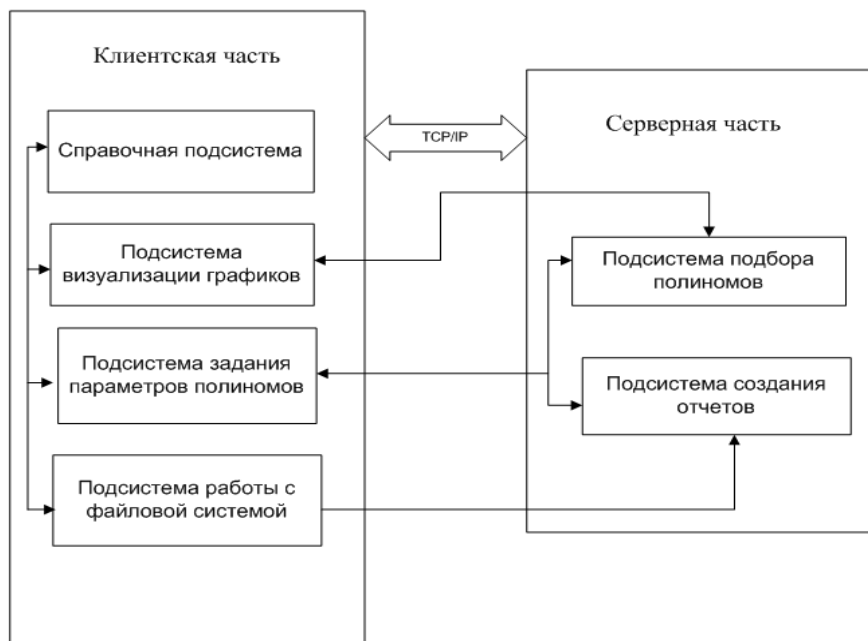 Клиентская часть
Справочная подсистема
Подсистема
визуализации графиков
Подсистема задания
параметров полиномов
Подсистема работы с
файловой системой
TCP/IP
Серверная часть
Подсистема подбора
полиномов
Подсистема создания
отчетов